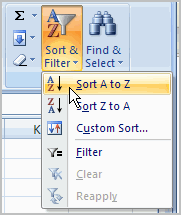 Σ
A
Z
Sort & Find &
Filter Select
A
Z Sort A to Z
Z
A Sort Z to A
Custom Sort...
Filter
Clear
Reapply
K